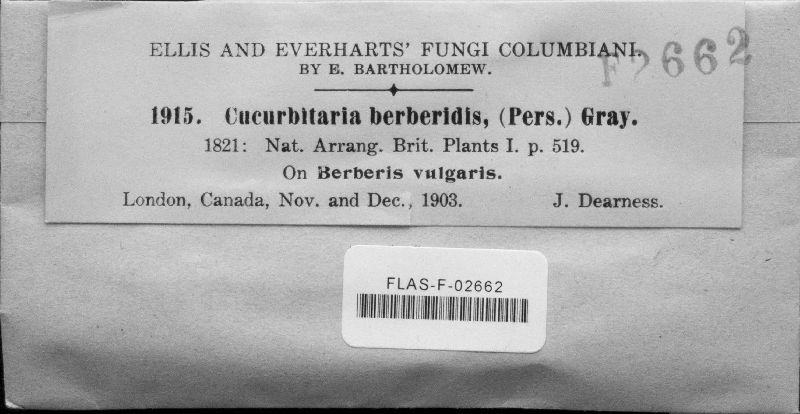 ELLIS AND EVERHARTS' FUNGI COLUMBIANI.
BY E. BARTHOLOMEW.
F2662
1915. Cucurbitaria berberidis, (Pers.) Gray.
1821: Nat. Arrang. Brit. Plants I. p. 519.
On Berberis vulgaris.
London, Canada, Nov. and Dec., 1903. J. Dearness.
FLAS-F-02662